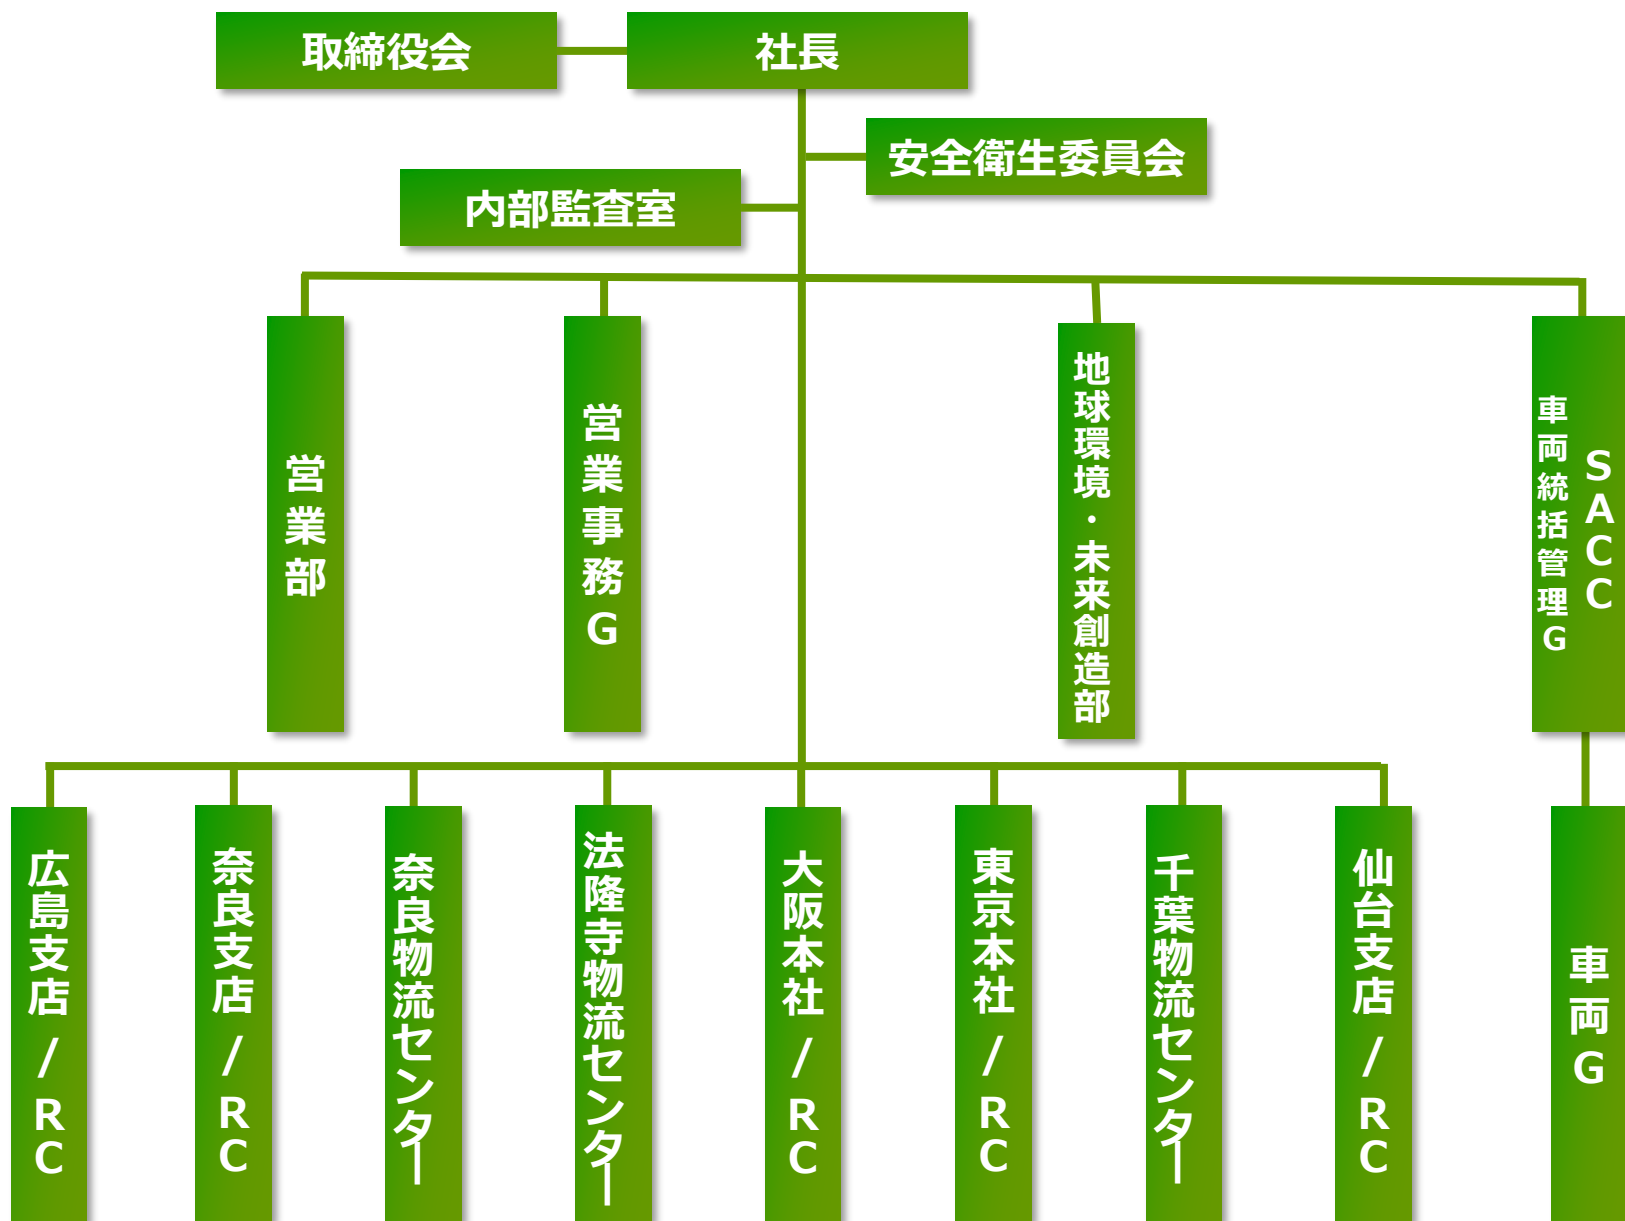 取締役会
社長
安全衛生委員会
内部監査室
営業部
営業事務G
地球環境・未来創造部
SACC
車両統括管理G
広島支店/RC
奈良支店/RC
奈良物流センター
法隆寺物流センター
大阪本社/RC
東京本社/RC
千葉物流センター
仙台支店/RC
車両G